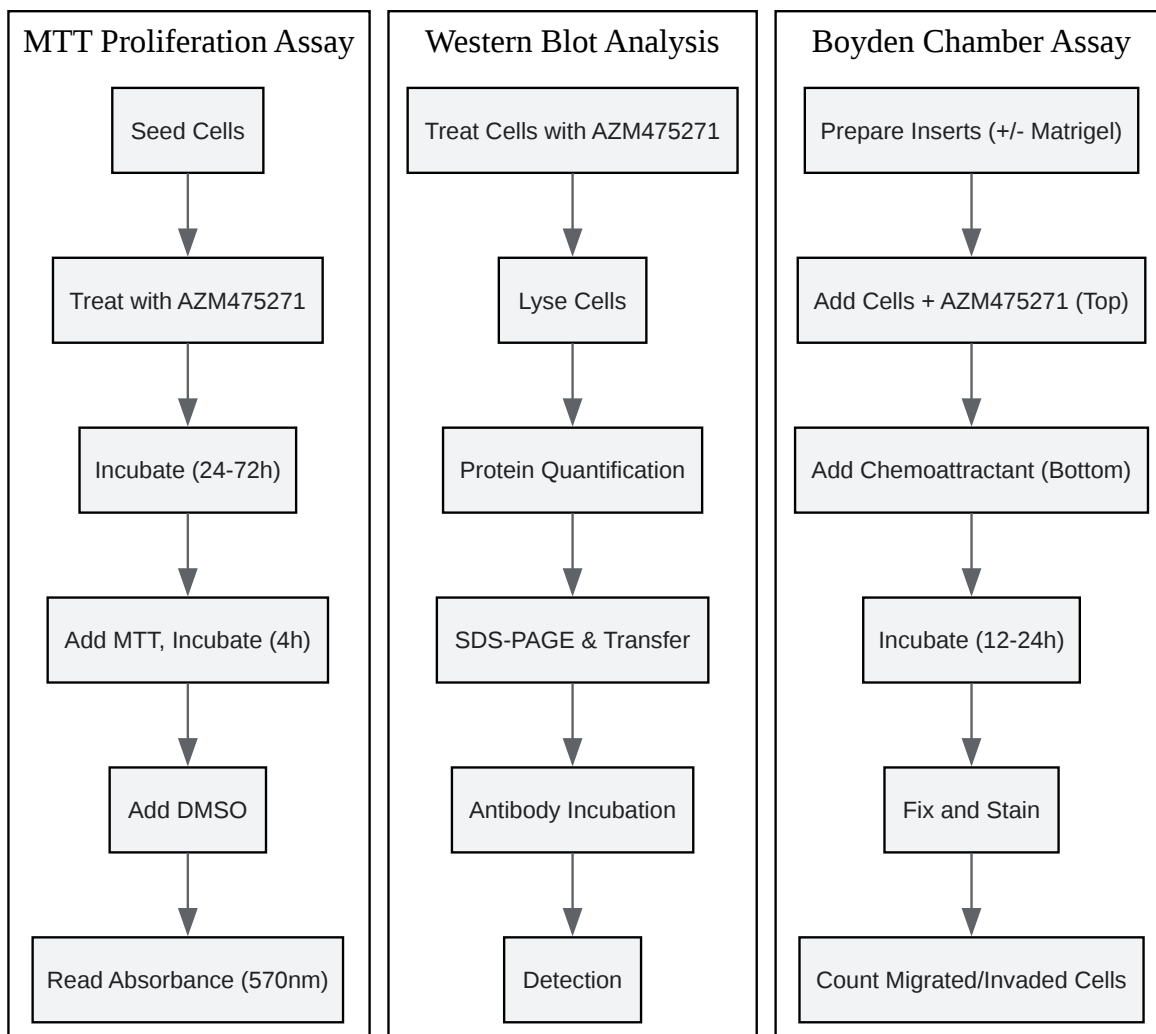 MTT Proliferation Assay
Seed Cells
Treat with AZM475271
Incubate (24-72h)
Add MTT, Incubate (4h)
Add DMSO
Read Absorbance (570nm)
Western Blot Analysis
Treat Cells with AZM475271
Lyse Cells
Protein Quantification
SDS-PAGE & Transfer
Antibody Incubation
Detection
Boyden Chamber Assay
Prepare Inserts (+/- Matrigel)
Add Cells + AZM475271 (Top)
Add Chemoattractant (Bottom)
Incubate (12-24h)
Fix and Stain
Count Migrated/Invaded Cells